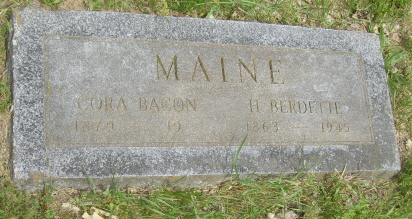 MAINE
CORA BACON H. BERDETTE
19 1863 — 1945